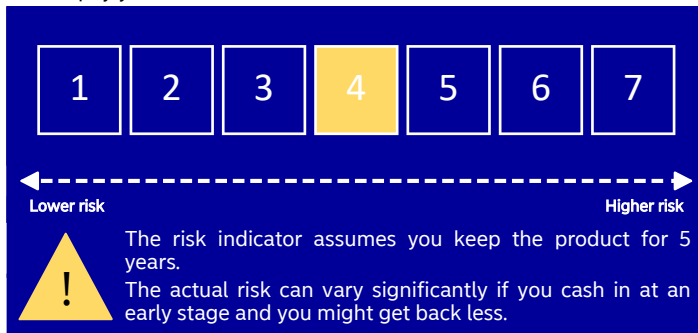 1 2 3 4 5 6 7
Lower risk Higher risk
The risk indicator assumes you keep the product for 5
years.
!
The actual risk can vary significantly if you cash in at an
early stage and you might get back less.